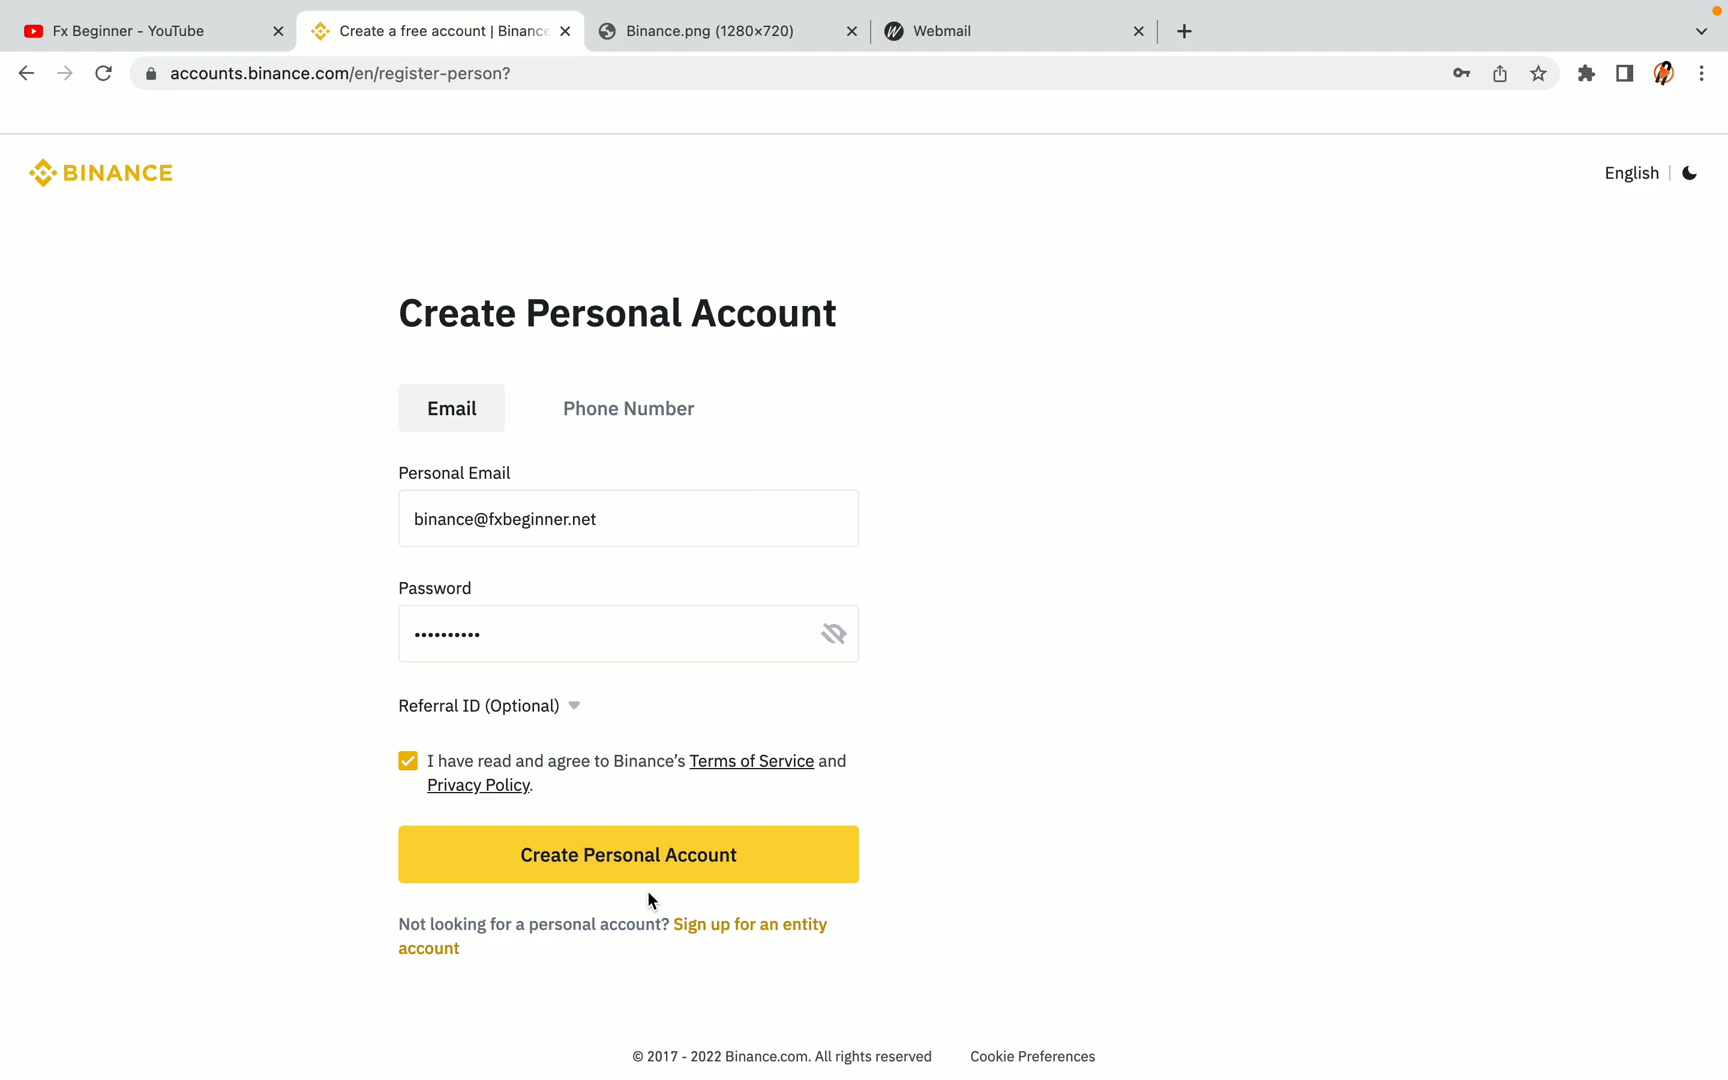 Fx Beginner - YouTube
Create a free account | Binance
Binance.png (1280×720)
Webmail
accounts.binance.com/en/register-person?
BINANCE
English
Create Personal Account
Email
Phone Number
Personal Email
binance@fxbeginner.net
Password
••••••••••
Referral ID (Optional)
I have read and agree to Binance’s Terms of Service and
Privacy Policy.
Create Personal Account
Not looking for a personal account? Sign up for an entity
account
© 2017 - 2022 Binance.com. All rights reserved
Cookie Preferences